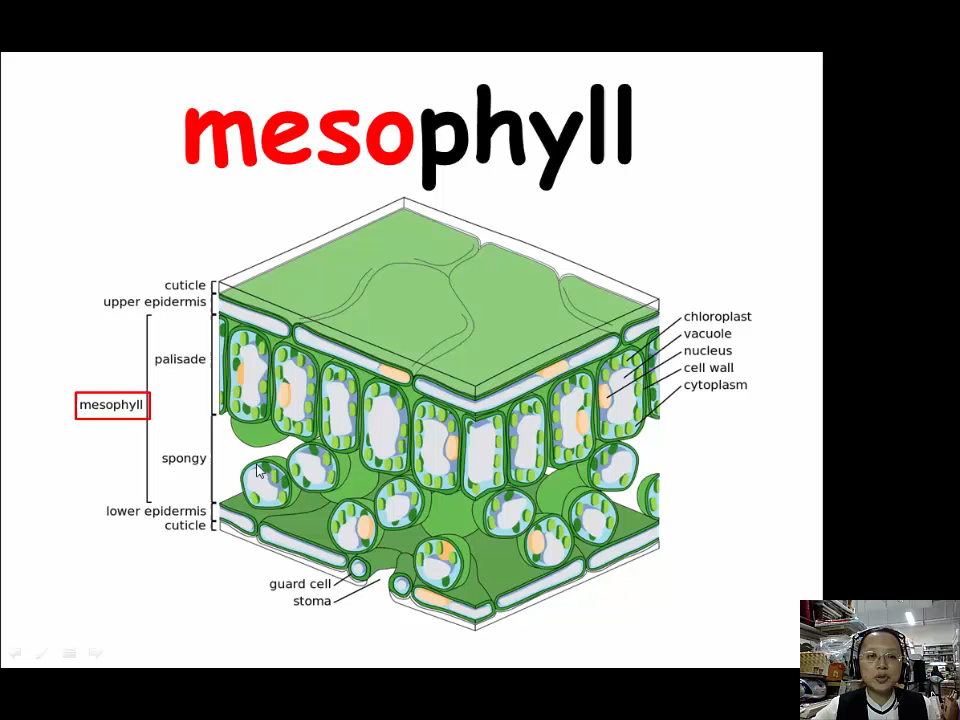 mesophyll
cuticle
upper epidermis
palisade
mesophyll
spongy
lower epidermis
cuticle
guard cell
stoma
chloroplast
vacuole
nucleus
cell wall
cytoplasm